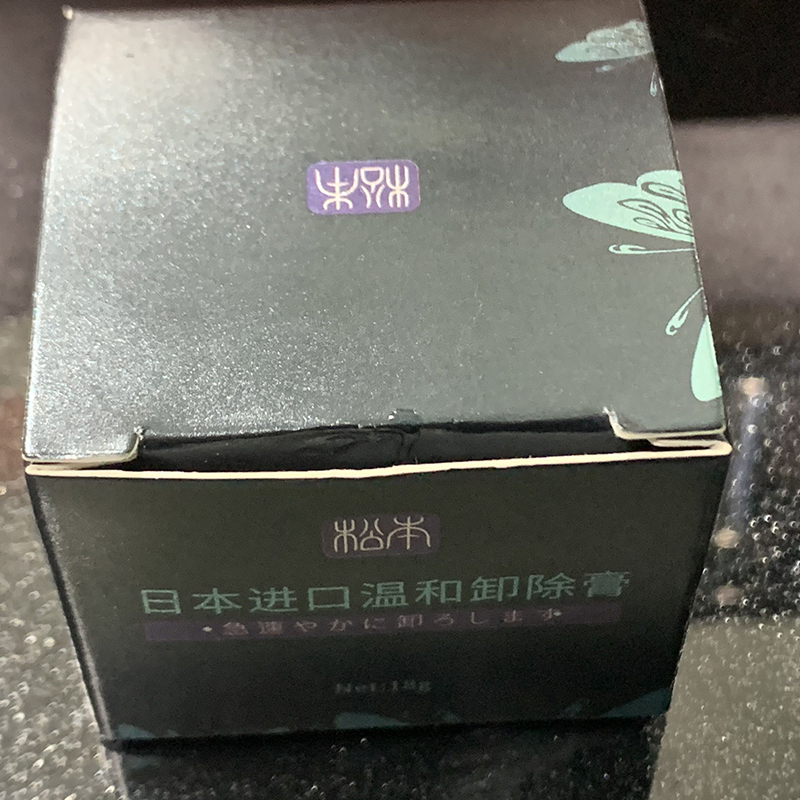 松本
松本
日本进口温和卸除膏
•急速やかに卸ろします•
Net:18g